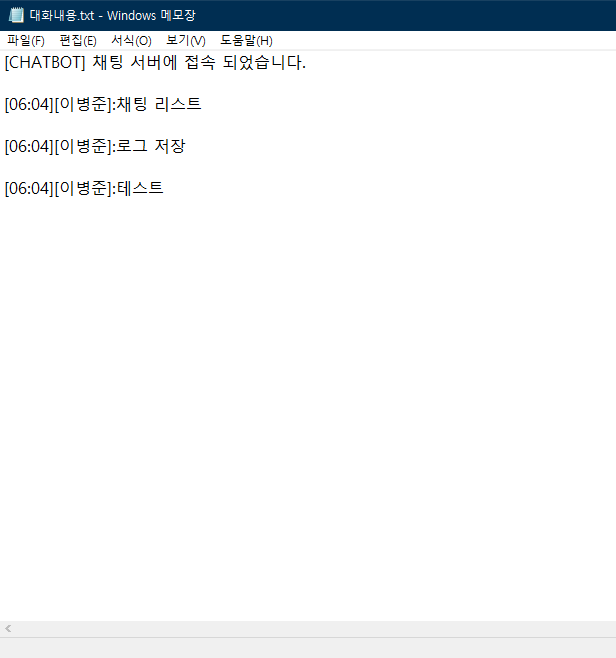 대화내용.txt - Windows 메모장
파일(F) 편집(E) 서식(O) 보기(V) 도움말(H)
[CHATBOT] 채팅 서버에 접속 되었습니다.
[06:04][이병준]:채팅 리스트
[06:04][이병준]:로그 저장
[06:04][이병준]:테스트